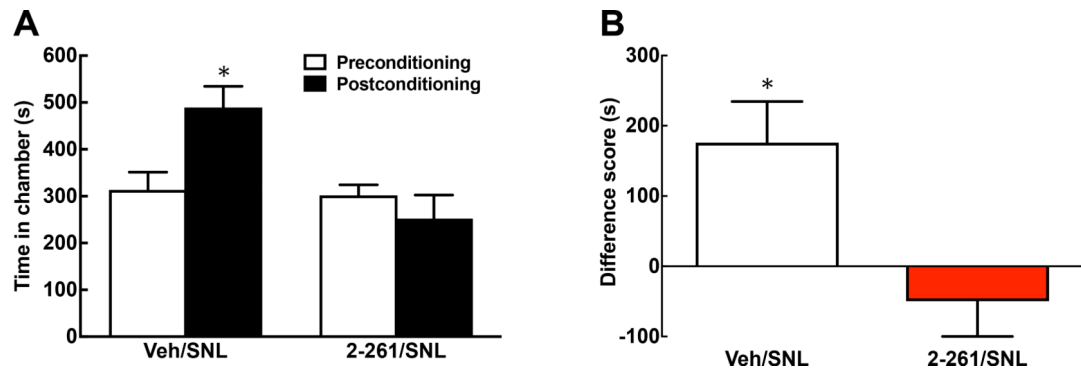 A
Time in chamber (s)
600
500
400
300
200
100
0
*
Preconditioning
Postconditioning
Veh/SNL
2-261/SNL
B
Difference score (s)
300
200
100
0
-100
*
Veh/SNL
2-261/SNL